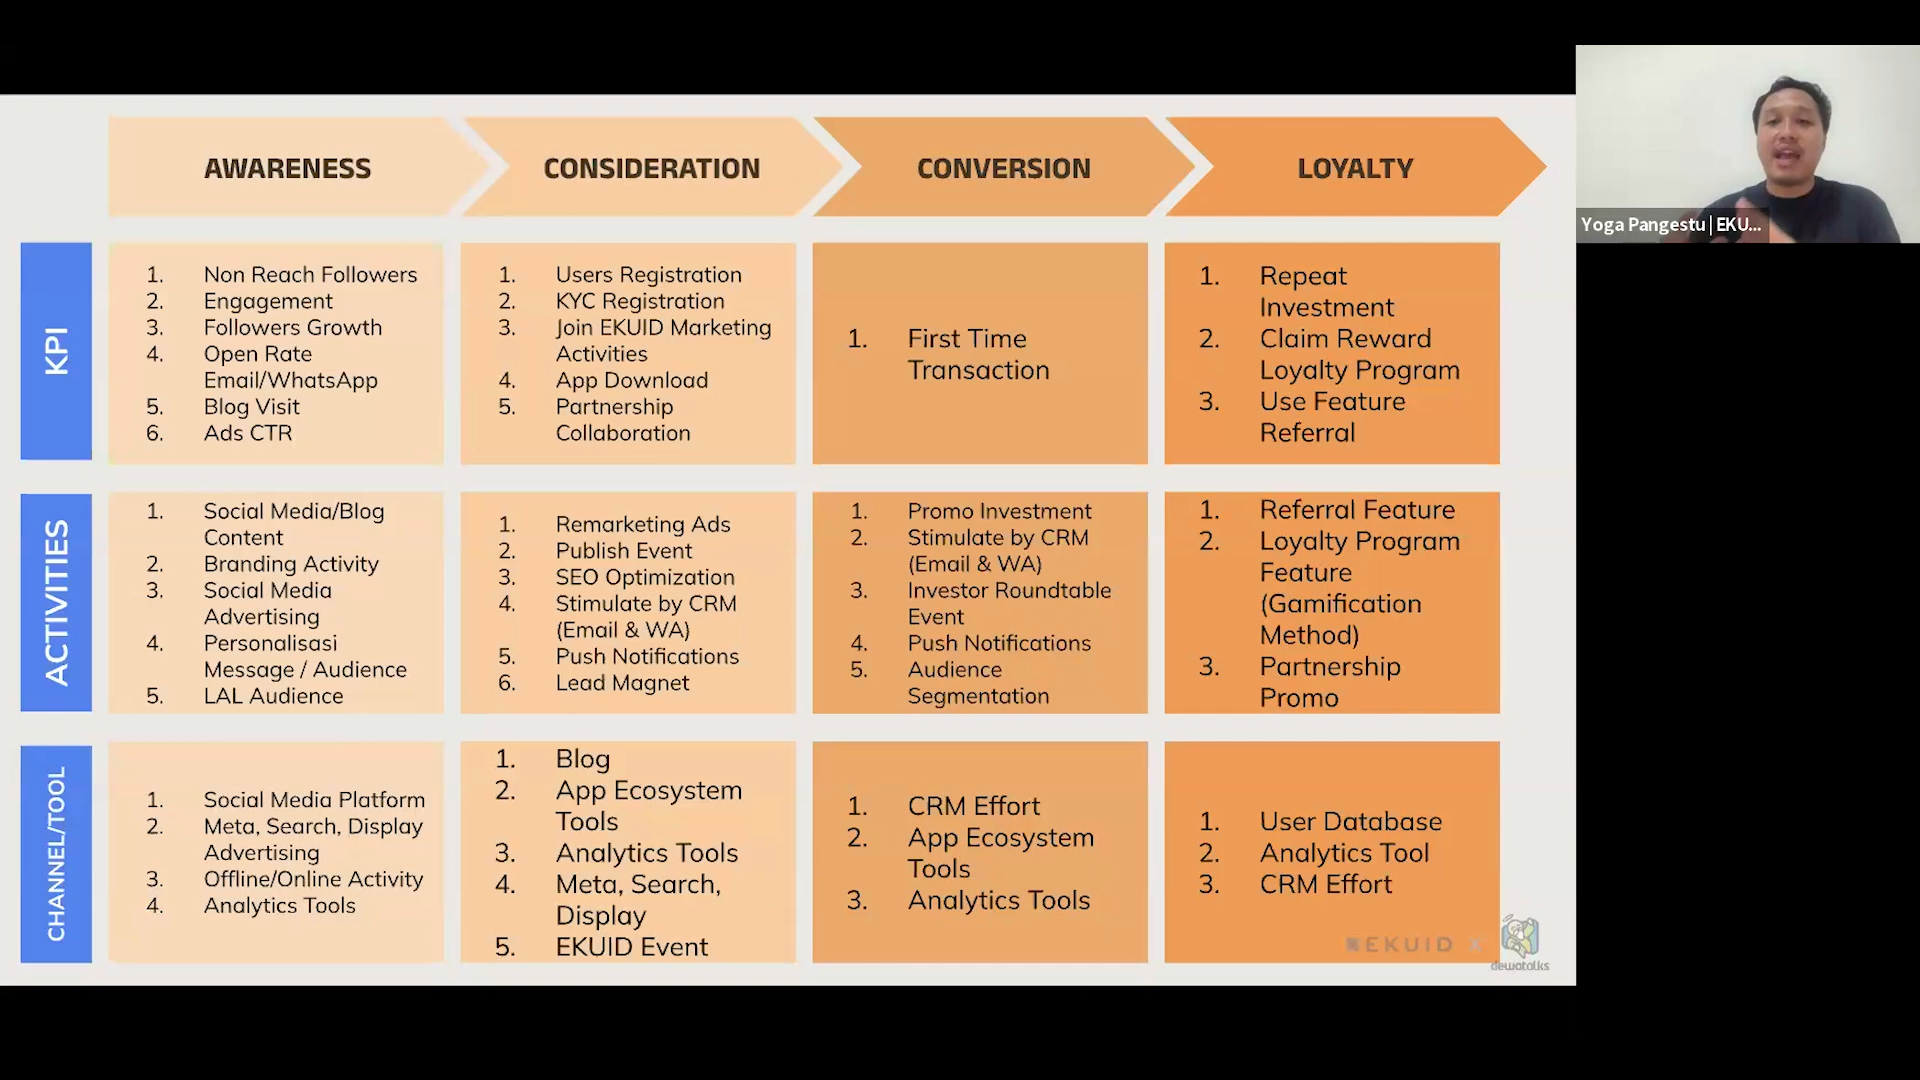 AWARENESS
CONSIDERATION
CONVERSION
LOYALTY
Yoga Pangestu | EKU...
KPI
1. Non Reach Followers
2. Engagement
3. Followers Growth
4. Open Rate
Email/WhatsApp
5. Blog Visit
6. Ads CTR
1. Users Registration
2. KYC Registration
3. Join EKUID Marketing
Activities
4. App Download
5. Partnership
Collaboration
1. First Time
Transaction
1. Repeat
Investment
2. Claim Reward
Loyalty Program
3. Use Feature
Referral
ACTIVITIES
1. Social Media/Blog
Content
2. Branding Activity
3. Social Media
Advertising
4. Personalisasi
Message / Audience
5. LAL Audience
1. Remarketing Ads
2. Publish Event
3. SEO Optimization
4. Stimulate by CRM
(Email & WA)
5. Push Notifications
6. Lead Magnet
1. Promo Investment
2. Stimulate by CRM
(Email & WA)
3. Investor Roundtable
Event
4. Push Notifications
5. Audience
Segmentation
1. Referral Feature
2. Loyalty Program
Feature
(Gamification
Method)
3. Partnership
Promo
CHANNEL/TOOL
1. Social Media Platform
2. Meta, Search, Display
Advertising
3. Offline/Online Activity
4. Analytics Tools
1. Blog
2. App Ecosystem
Tools
3. Analytics Tools
4. Meta, Search,
Display
5. EKUID Event
1. CRM Effort
2. App Ecosystem
Tools
3. Analytics Tools
1. User Database
2. Analytics Tool
3. CRM Effort
EKUID x
dewatalks